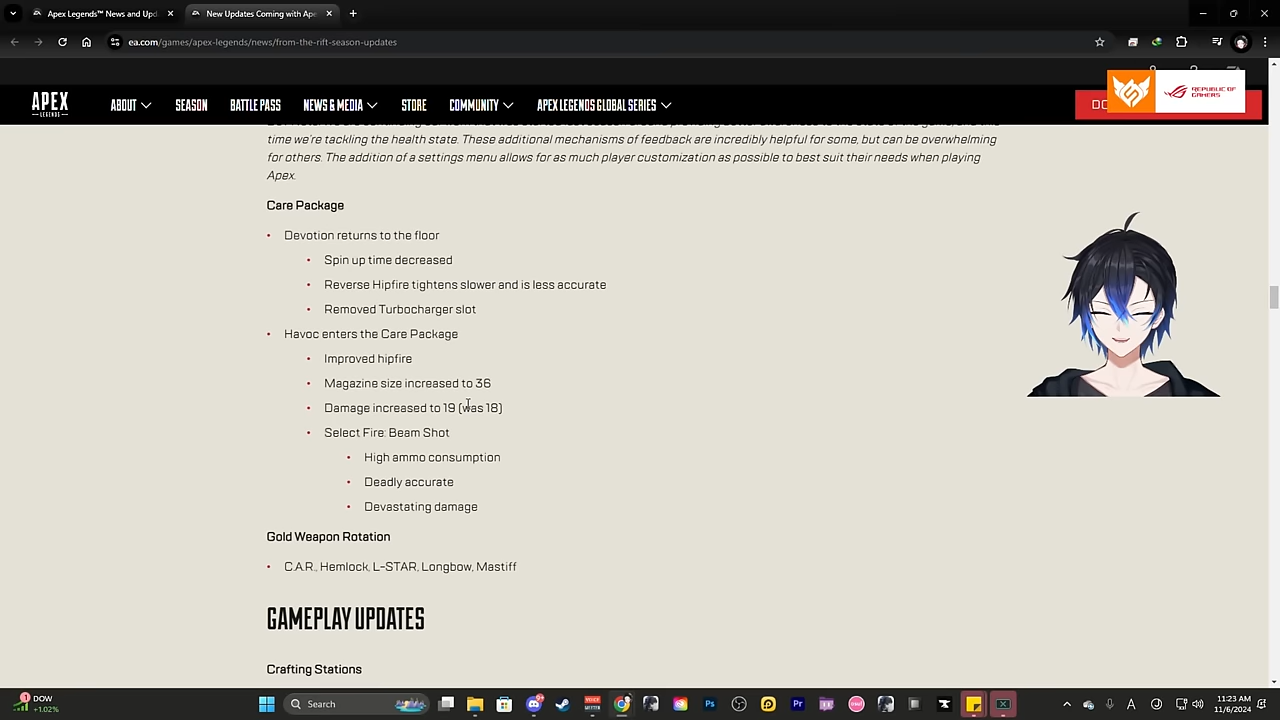 Apex Legends™ News and Upd
New Updates Coming with Ape
ea.com/games/apex-legends/news/from-the-rift-season-updates
APEX
LEGENDS
ABOUT
SEASON
BATTLE PASS
NEWS & MEDIA
STORE
COMMUNITY
APEX LEGENDS GLOBAL SERIES
REPUBLIC OF
GAMERS
time we're tackling the health state. These additional mechanisms of feedback are incredibly helpful for some, but can be overwhelming
for others. The addition of a settings menu allows for as much player customization as possible to best suit their needs when playing
Apex.
Care Package
• Devotion returns to the floor
• Spin up time decreased
• Reverse Hipfire tightens slower and is less accurate
• Removed Turbocharger slot
• Havoc enters the Care Package
• Improved hipfire
• Magazine size increased to 36
• Damage increased to 19 (was 18)
• Select Fire: Beam Shot
• High ammo consumption
• Deadly accurate
• Devastating damage
Gold Weapon Rotation
• C.A.R., Hemlock, L-STAR, Longbow, Mastiff
GAMEPLAY UPDATES
Crafting Stations
DOW
+1.02%
Search
11:23 AM
11/6/2024